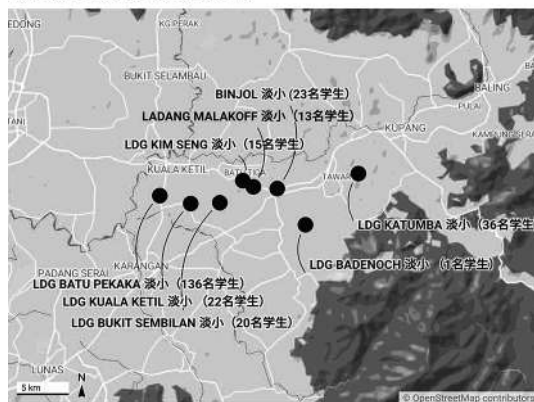 EDONG
KG PERAK
BUKIT SELAMBAU
BALING
PULAI
KUPANG
BINJOL 淡小 (23名学生)
LADANG MALAKOFF 淡小 (13名学生)
LDG KIM SENG 淡小 (15名学生)
KUALA KETIL
BATU TIGA
TAWAR
LDG KATUMBA 淡小 (36名学生)
LDG BADENOCH 淡小 (1名学生)
KARANGAN
PADANG SERAI
LDG BATU PEKAKA 淡小 (136名学生)
LDG KUALA KETIL 淡小 (22名学生)
LDG BUKIT SEMBILAN 淡小 (20名学生)
LUNAS
5 km
N
© OpenStreetMap contributors